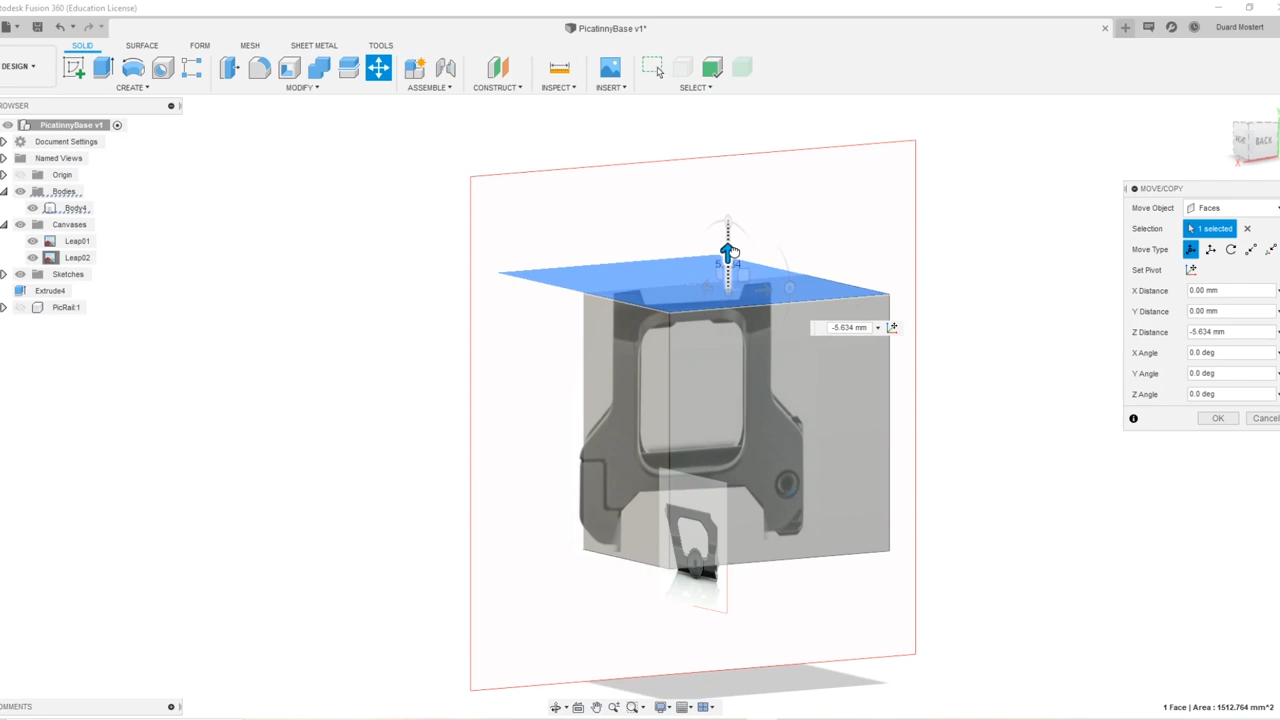 utodesk Fusion 360 (Education License)
PicatinnyBase v1*
Duard Mostert
SOLID SURFACE FORM MESH SHEET METAL TOOLS
DESIGN
CREATE MODIFY ASSEMBLE CONSTRUCT INSPECT INSERT SELECT
ROWSER
PicatinnyBase v1
Document Settings
Named Views
Origin
Bodies
Body4
Canvases
Leap01
Leap02
Sketches
Extrude4
PicRail:1
BACK
X
MOVE/COPY
Move Object Faces
Selection 1 selected
Move Type
Set Pivot
X Distance 0.00 mm
Y Distance 0.00 mm
Z Distance -5.634 mm
X Angle 0.0 deg
Y Angle 0.0 deg
Z Angle 0.0 deg
OK Cancel
-5.634 mm
OMMENTS
1 Face | Area : 1512.764 mm^2